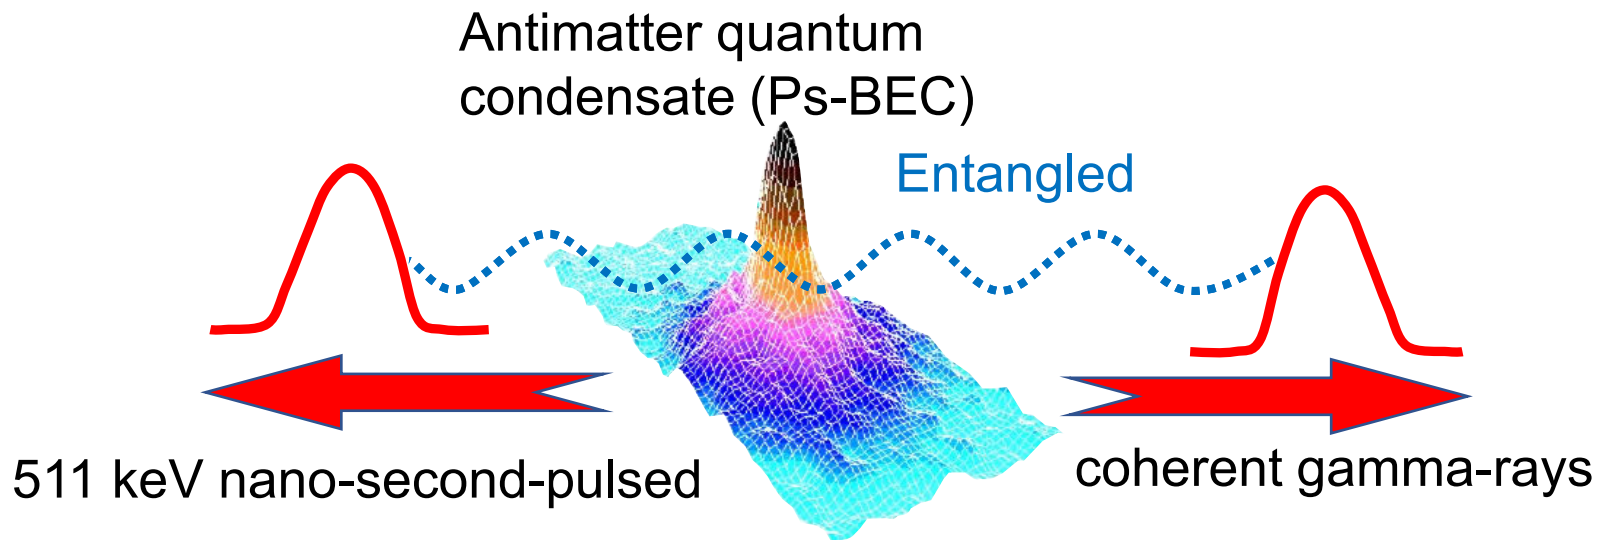 Antimatter quantum
condensate (Ps-BEC)
Entangled
511 keV nano-second-pulsed
coherent gamma-rays